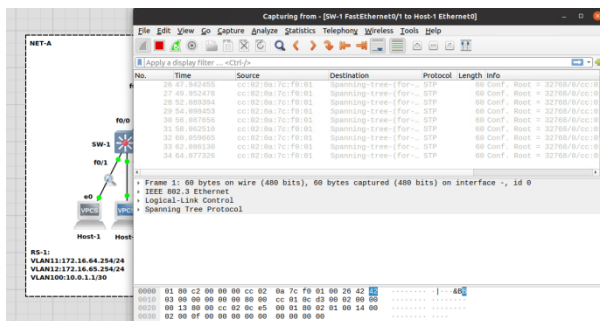 Capturing from - [SW-1 FastEthernet0/1 to Host-1 Ethernet0]
File Edit View Go Capture Analyze Statistics Telephony Wireless Tools Help
Apply a display filter ... <Ctrl-/>
No. Time Source Destination Protocol Length Info
26 47.942455 cc:02:0a:7c:f0:01 Spanning-tree-(for-… STP 60 Conf. Root = 32768/0/cc:0
27 49.952478 cc:02:0a:7c:f0:01 Spanning-tree-(for-… STP 60 Conf. Root = 32768/0/cc:0
cc:02:0a:7c:f0:01 Spanning-tree-(for-… STP 60 Conf. Root = 32768/0/cc:0
29 54.098453 cc:02:0a:7c:f0:01 Spanning-tree-(for-… STP 60 Conf. Root = 32768/0/cc:0
30 56.087656 cc:02:0a:7c:f0:01 Spanning-tree-(for-… STP 60 Conf. Root = 32768/0/cc:0
31 58.062510 cc:02:0a:7c:f0:01 Spanning-tree-(for-… STP 60 Conf. Root = 32768/0/cc:0
cc:02:0a:7c:f0:01 Spanning-tree-(for-… STP 60 Conf. Root = 32768/0/cc:0
33 62.068130 cc:02:0a:7c:f0:01 Spanning-tree-(for-… STP 60 Conf. Root = 32768/0/cc:0
34 64.077328 cc:02:0a:7c:f0:01 Spanning-tree-(for-… STP 60 Conf. Root = 32768/0/cc:0
Frame 1: 60 bytes on wire (480 bits), 60 bytes captured (480 bits) on interface -, id 0
IEEE 802.3 Ethernet
Logical-Link Control
Spanning Tree Protocol
0000 01 80 c2 00 00 00 cc 02 0a 7c f0 01 00 26 42 42 ········ ·|···&BB
0010 03 00 00 00 00 00 80 00 cc 01 0c d3 00 02 00 00
0020 00 13 80 00 cc 02 0c e5 00 01 80 02 01 00 14 00
0030 02 00 0f 00 00 00 00 00 00 00 00 00
NET-A
f0/0
SW-1
f0/1
e0
VPCS
VPCS
Host-1
Host-
RS-1:
VLAN11:172.16.64.254/24
VLAN12:172.16.65.254/24
VLAN100:10.0.1.1/30